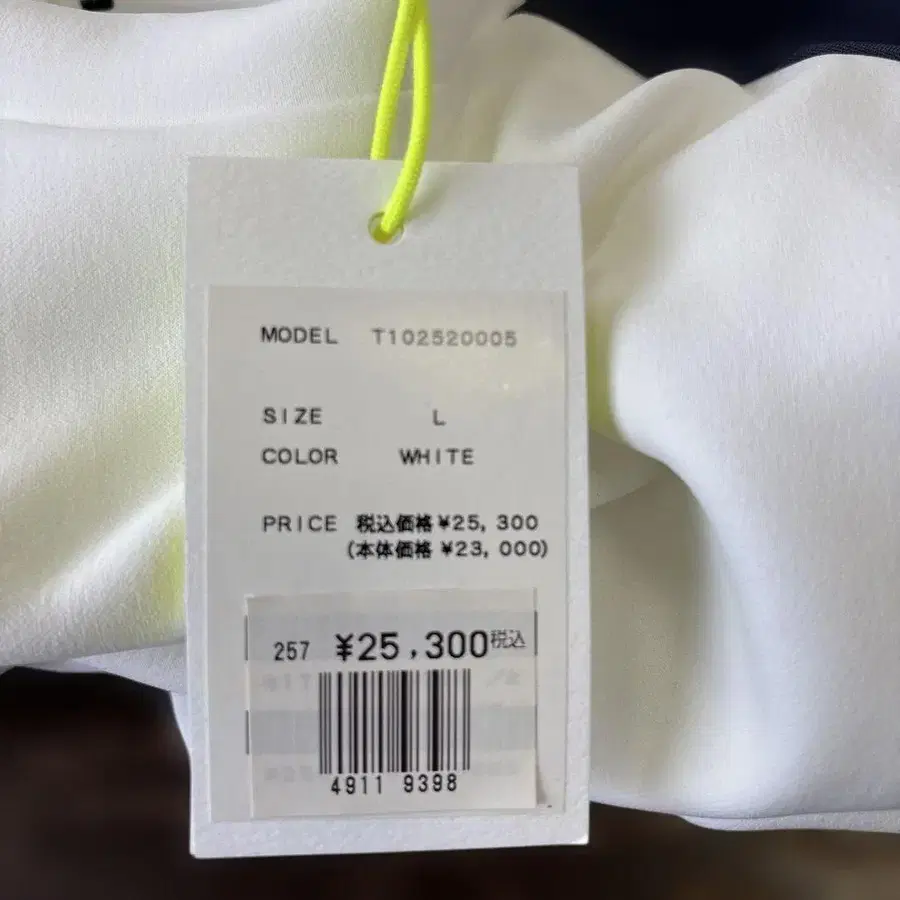 MODEL T102520005
SIZE L
COLOR WHITE
PRICE 税込価格¥25,300
(本体価格 ¥23,000)
257 ¥25,300税込
4911 9398